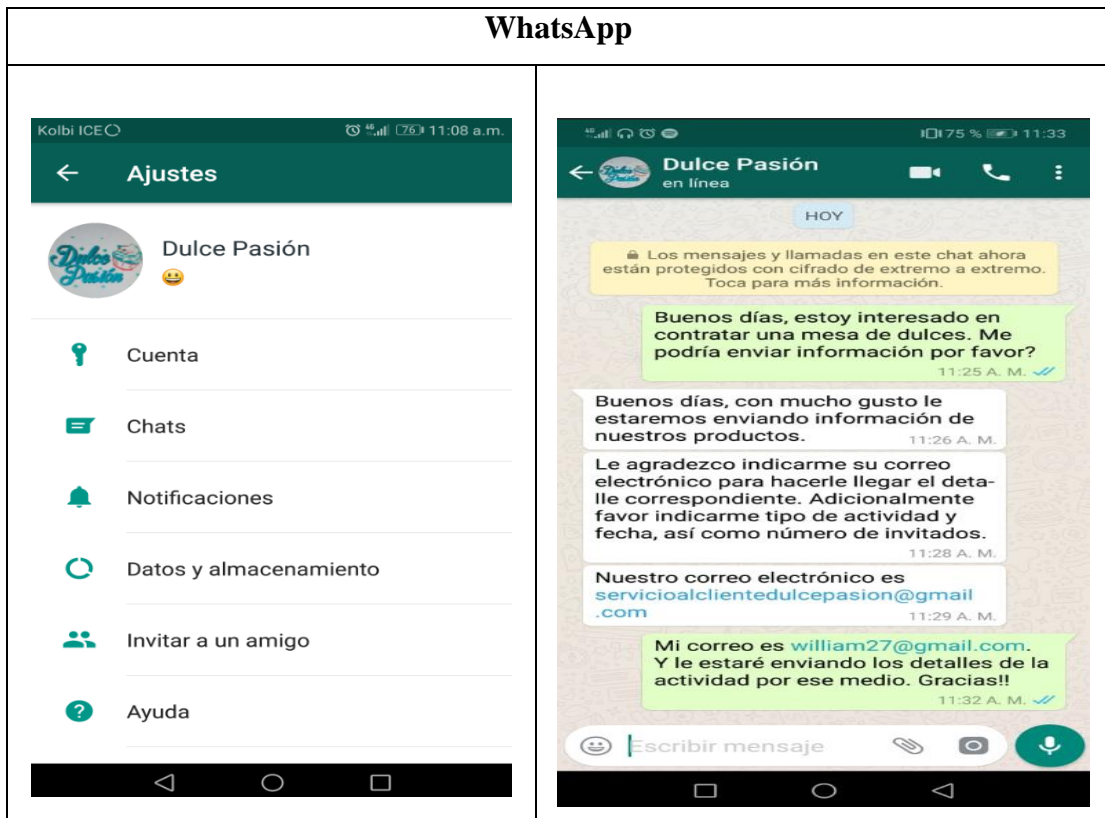 WhatsApp
Kolbi ICE
4G
76
11:08 a.m.
Ajustes
Dulce
Pasión
Dulce Pasión
Cuenta
Chats
Notificaciones
Datos y almacenamiento
Invitar a un amigo
?
Ayuda
4G
75 %
11:33
Dulce Pasión
en línea
HOY
Los mensajes y llamadas en este chat ahora
están protegidos con cifrado de extremo a extremo.
Toca para más información.
Buenos días, estoy interesado en
contratar una mesa de dulces. Me
podría enviar información por favor?
11:25 A. M.
Buenos días, con mucho gusto le
estaremos enviando información de
nuestros productos.
11:26 A. M.
Le agradezco indicarme su correo
electrónico para hacerle llegar el deta-
lle correspondiente. Adicionalmente
favor indicarme tipo de actividad y
fecha, así como número de invitados.
11:28 A. M.
Nuestro correo electrónico es
servicioalclientedulcepasion@gmail
.com
11:29 A. M.
Mi correo es william27@gmail.com.
Y le estaré enviando los detalles de la
actividad por ese medio. Gracias!!
11:32 A. M.
Escribir mensaje